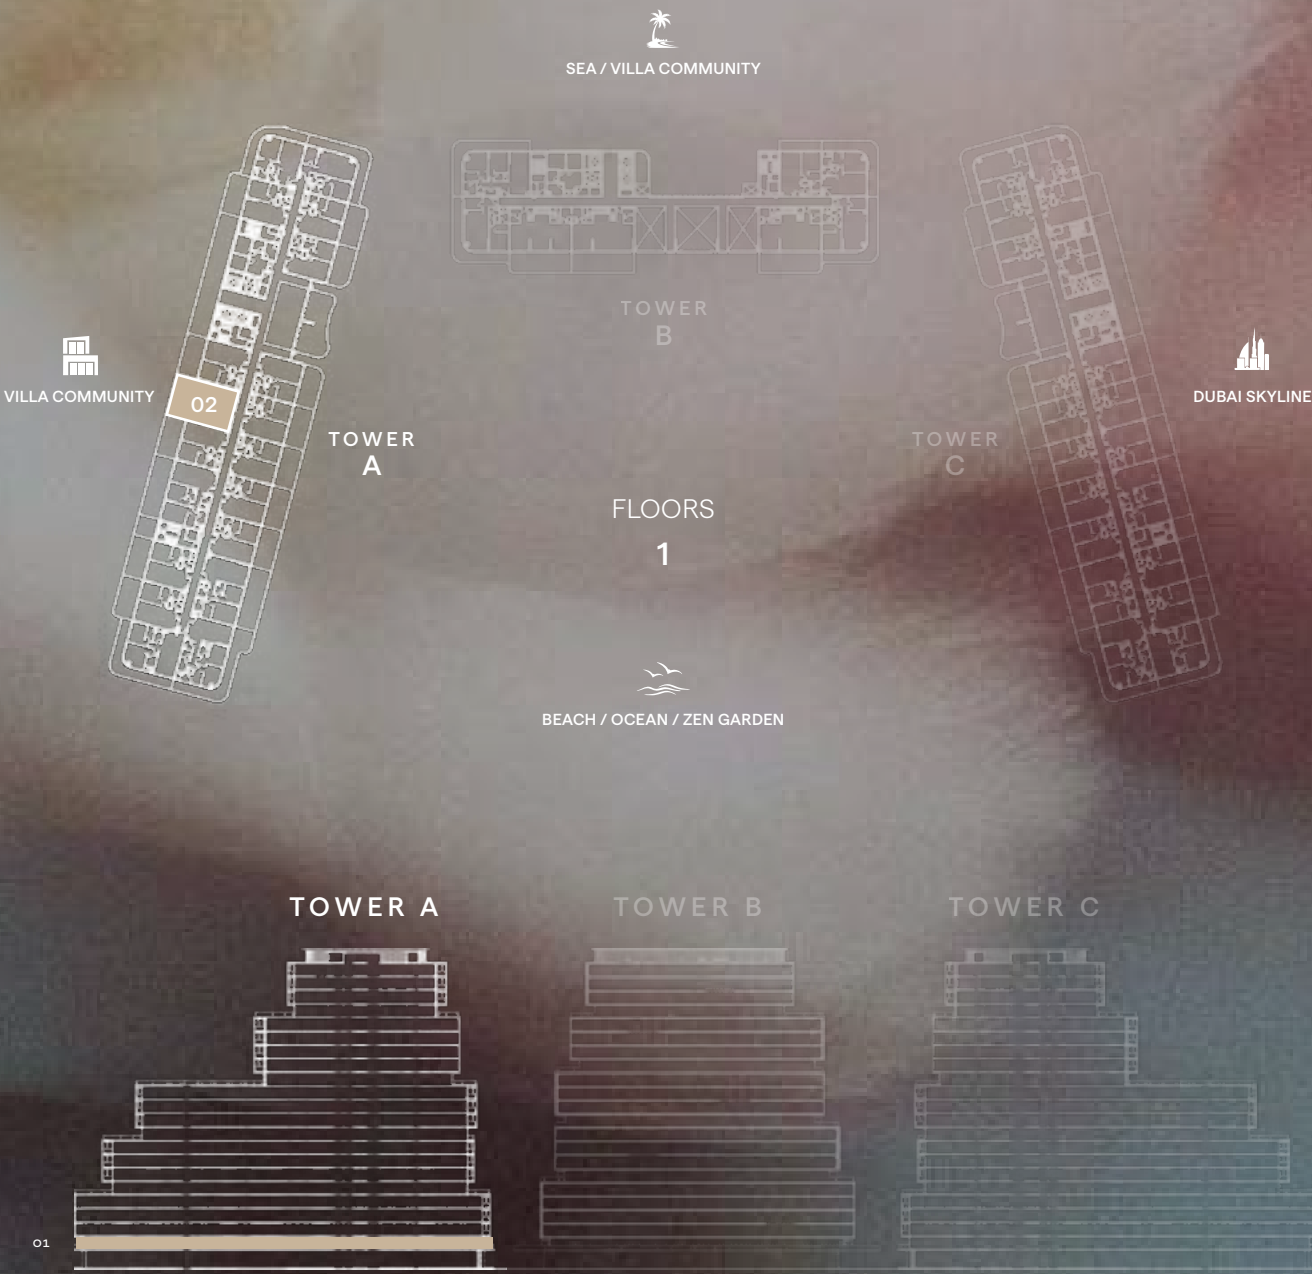 SEA / VILLA COMMUNITY
TOWER
B
VILLA COMMUNITY
DUBAI SKYLINE
02
TOWER
A
TOWER
C
FLOORS
1
BEACH / OCEAN / ZEN GARDEN
TOWER A
TOWER B
TOWER C
01